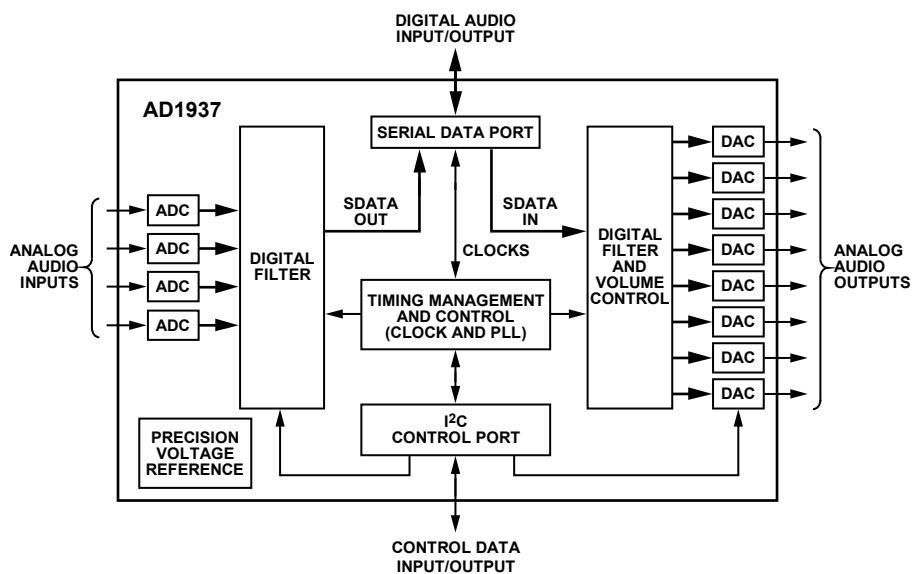 DIGITAL AUDIO
INPUT/OUTPUT
AD1937
SERIAL DATA PORT
SDATA
OUT
SDATA
IN
CLOCKS
ANALOG
AUDIO
INPUTS
ADC
ADC
ADC
ADC
DIGITAL
FILTER
TIMING MANAGEMENT
AND CONTROL
(CLOCK AND PLL)
DIGITAL
FILTER
AND
VOLUME
CONTROL
DAC
DAC
DAC
DAC
DAC
DAC
DAC
DAC
ANALOG
AUDIO
OUTPUTS
PRECISION
VOLTAGE
REFERENCE
I²C
CONTROL PORT
CONTROL DATA
INPUT/OUTPUT